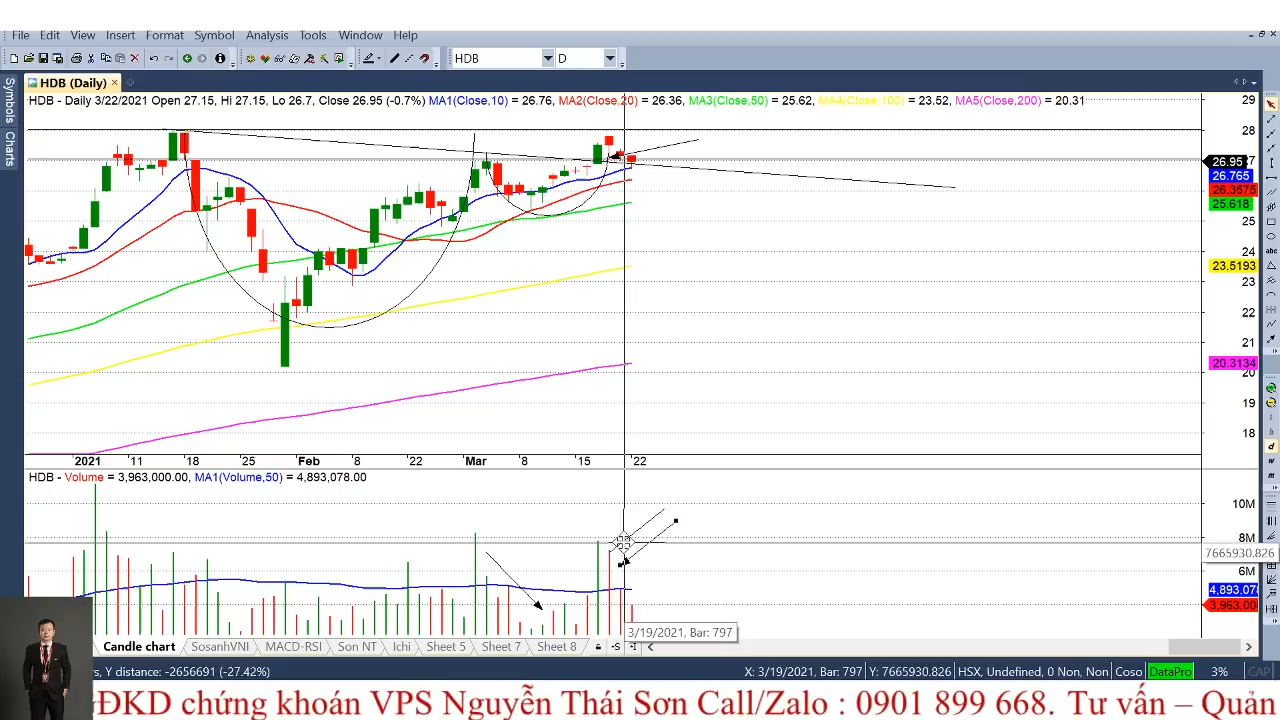 File Edit View Insert Format Symbol Analysis Tools Window Help
HDB D
HDB (Daily)
Symbols
Charts
HDB - Daily 3/22/2021 Open 27.15, Hi 27.15, Lo 26.7, Close 26.95 (-0.7%) MA1(Close,10) = 26.76, MA2(Close,20) = 26.36, MA3(Close,50) = 25.62, MA4(Close,100) = 23.52, MA5(Close,200) = 20.31
29
28
26.95
26.765
26.3575
25.618
25
24
23.5193
23
22
21
20.3134
20
19
18
2021 11 18 25 Feb 8 22 Mar 8 15 22
HDB - Volume = 3,963,000.00, MA1(Volume,50) = 4,893,078.00
10M
8M
7665930.826
6M
4,893,078
3,963,00
3/19/2021, Bar: 797
Candle chart SosanhVNI MACD-RSI Son NT Ichi Sheet 5 Sheet 7 Sheet 8
Y distance: -2656691 (-27.42%) X: 3/19/2021, Bar: 797 Y: 7665930.826 HSX, Undefined, 0 Non, Non Coso DataPro 3% CAP
GĐKD chứng khoán VPS Nguyễn Thái Sơn Call/Zalo : 0901 899 668. Tư vấn – Quản